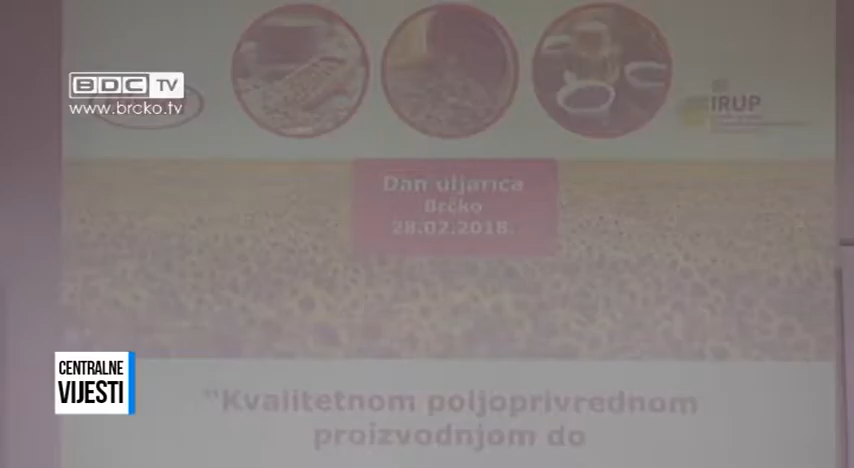 BDC TV
www.brcko.tv
IRUP
Dan uljarica
Brčko
28.02.2018.
CENTRALNE
VIJESTI
"Kvalitetnom poljoprivrednom
proizvodnjom do